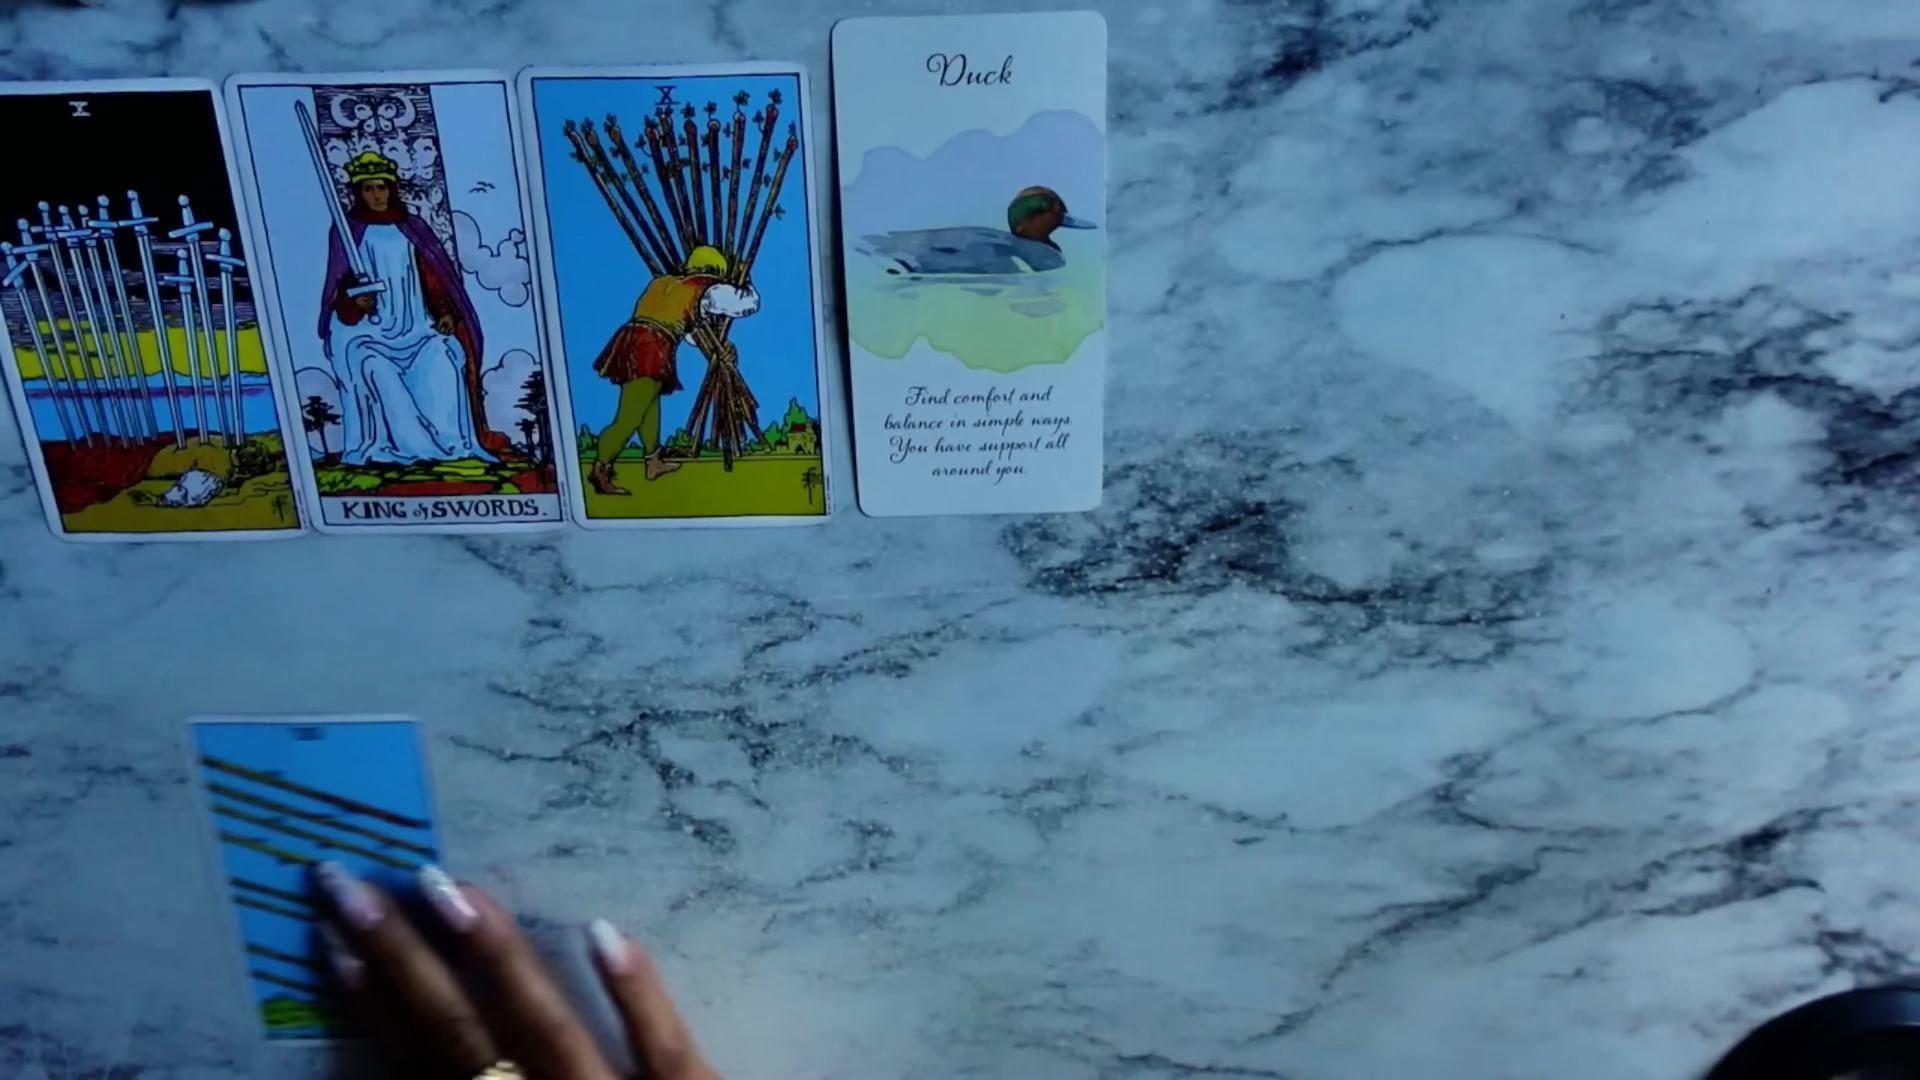 X
KING of SWORDS.
X
Duck
Find comfort and
balance in simple ways.
You have support all
around you.